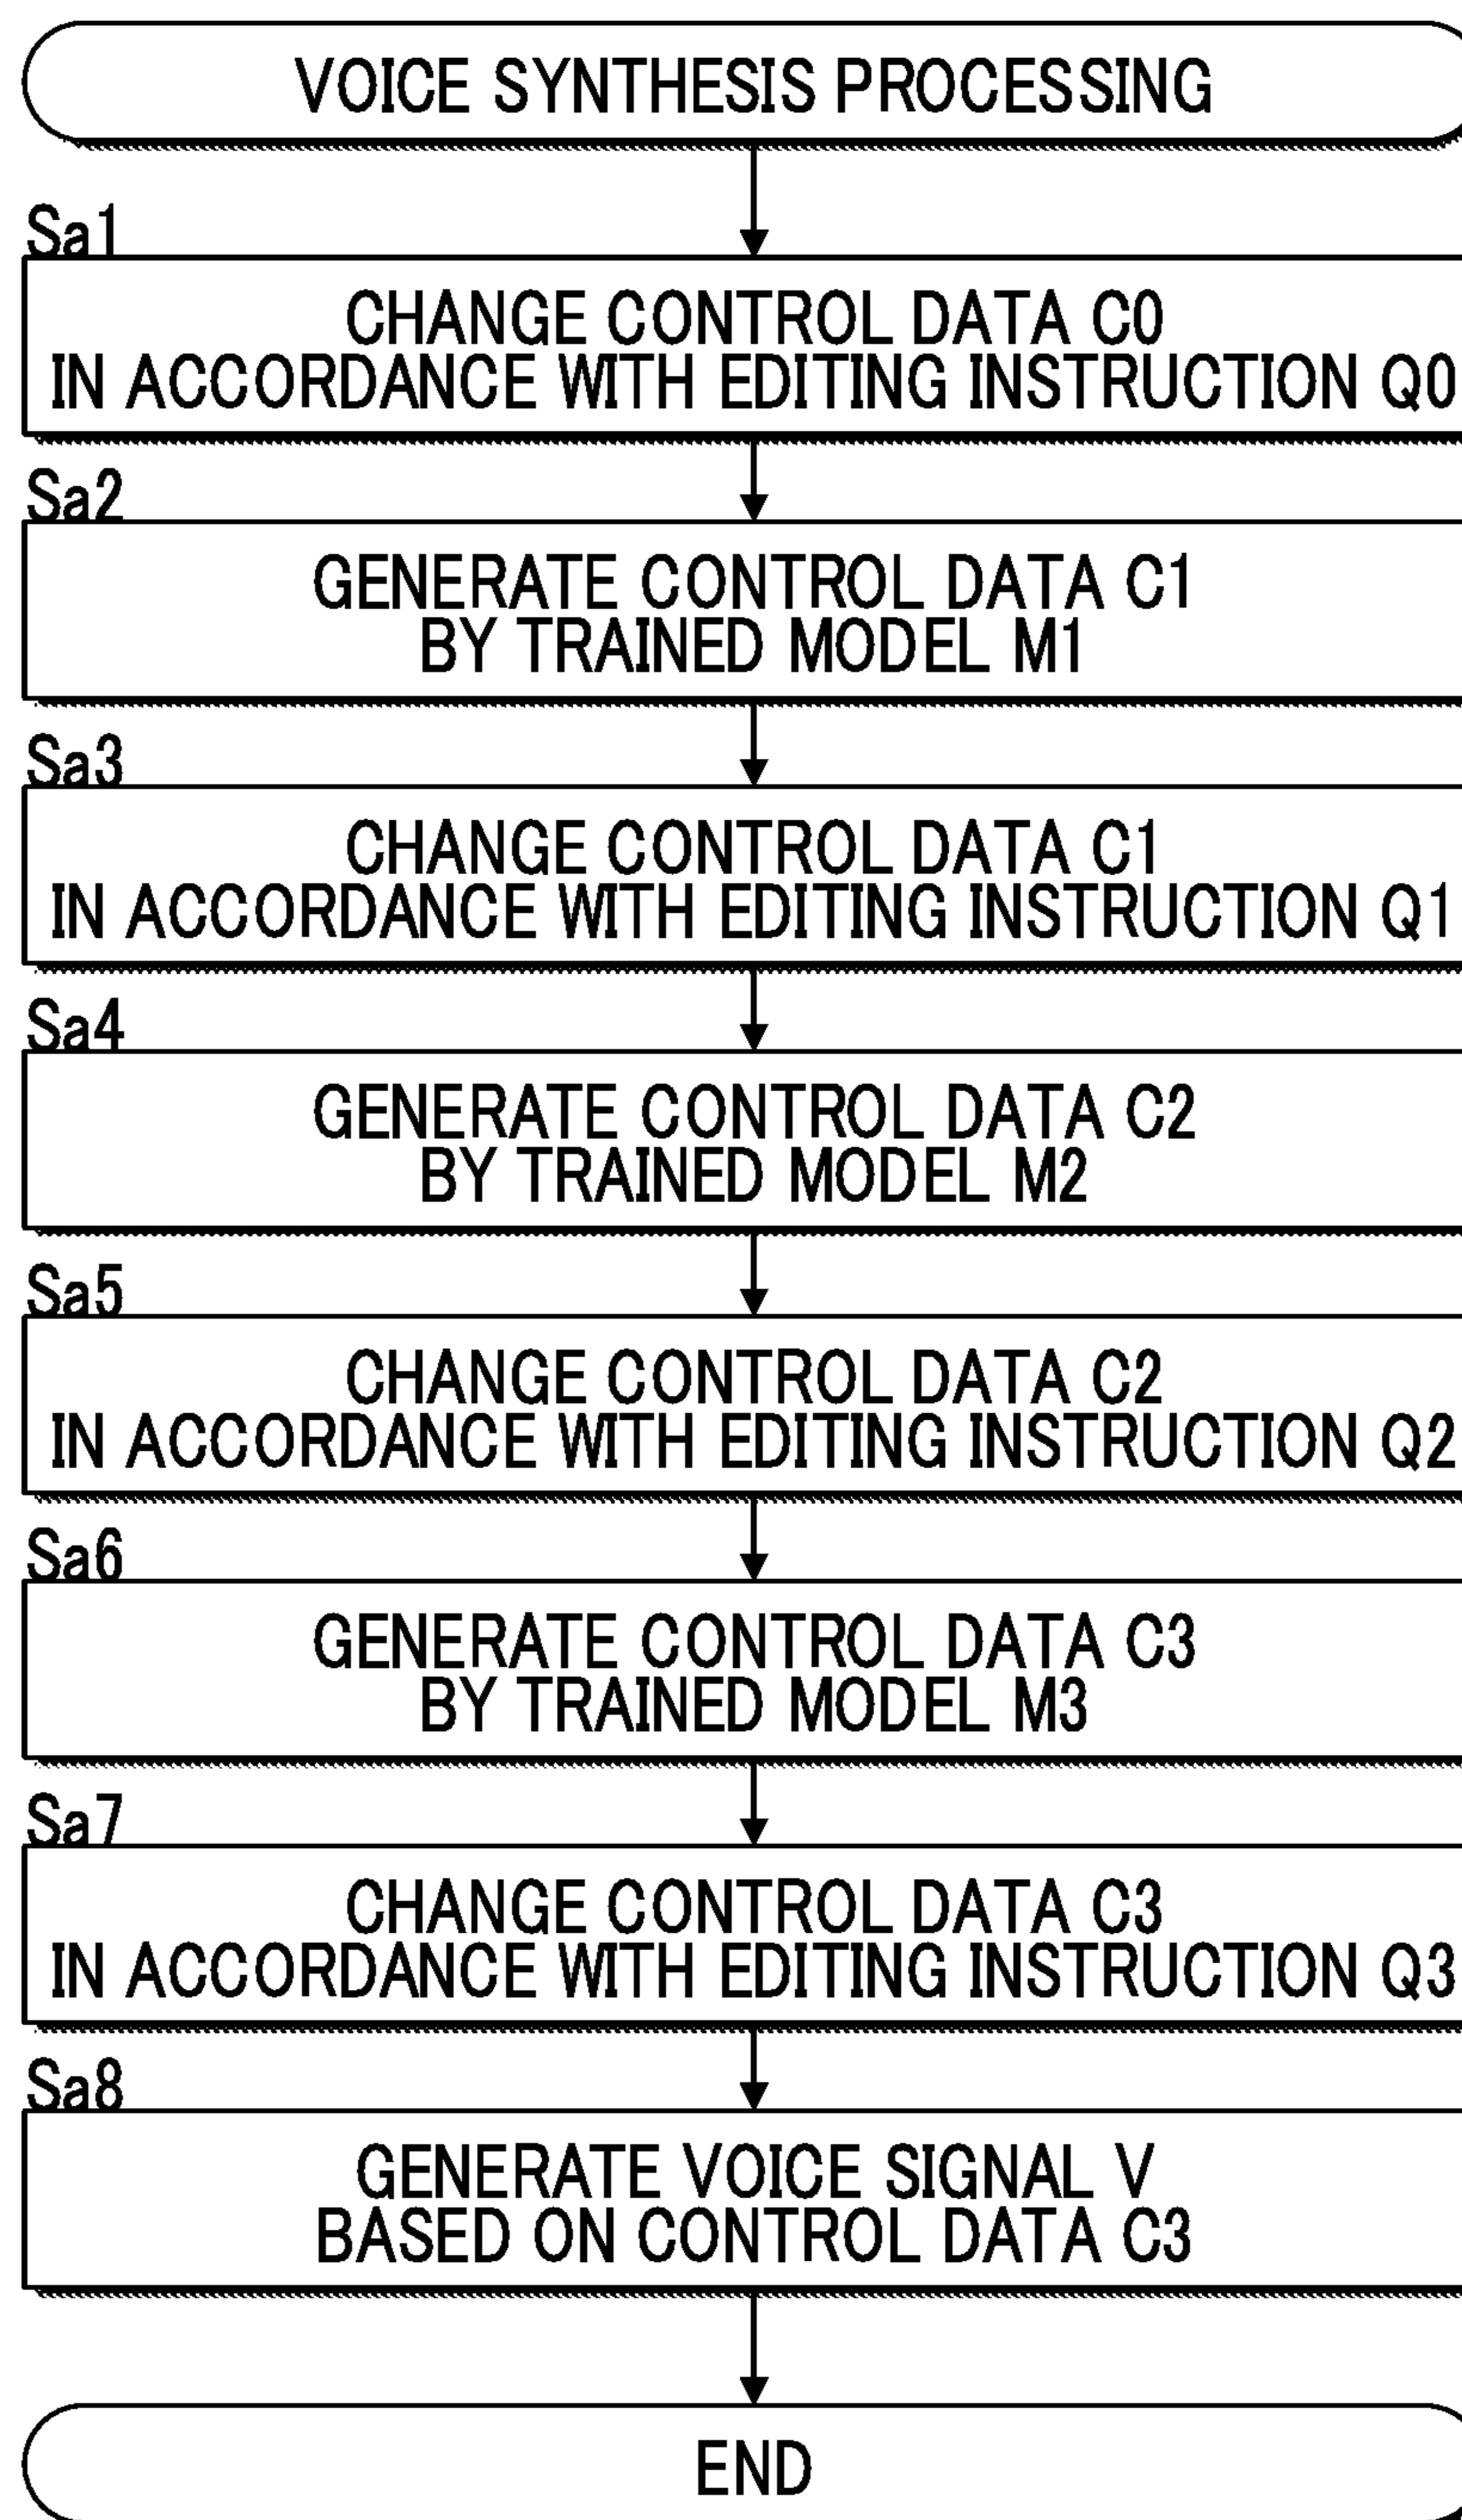 VOICE SYNTHESIS PROCESSING
Sa1
CHANGE CONTROL DATA C0
IN ACCORDANCE WITH EDITING INSTRUCTION Q0
Sa2
GENERATE CONTROL DATA C1
BY TRAINED MODEL M1
Sa3
CHANGE CONTROL DATA C1
IN ACCORDANCE WITH EDITING INSTRUCTION Q1
Sa4
GENERATE CONTROL DATA C2
BY TRAINED MODEL M2
Sa5
CHANGE CONTROL DATA C2
IN ACCORDANCE WITH EDITING INSTRUCTION Q2
Sa6
GENERATE CONTROL DATA C3
BY TRAINED MODEL M3
Sa7
CHANGE CONTROL DATA C3
IN ACCORDANCE WITH EDITING INSTRUCTION Q3
Sa8
GENERATE VOICE SIGNAL V
BASED ON CONTROL DATA C3
END